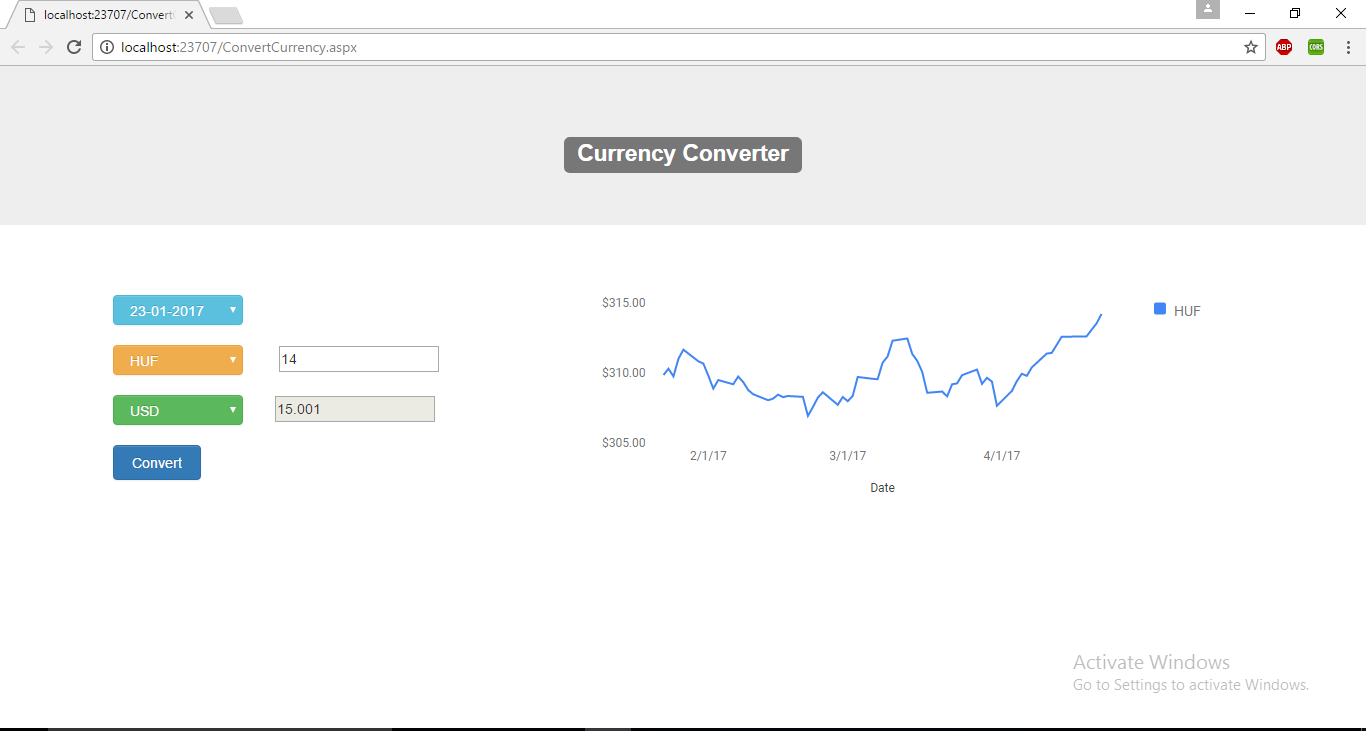 localhost:23707/Convert
localhost:23707/ConvertCurrency.aspx
ABP
CORS
Currency Converter
23-01-2017
HUF
14
USD
15.001
Convert
$315.00
$310.00
$305.00
2/1/17
3/1/17
4/1/17
Date
HUF
Activate Windows
Go to Settings to activate Windows.